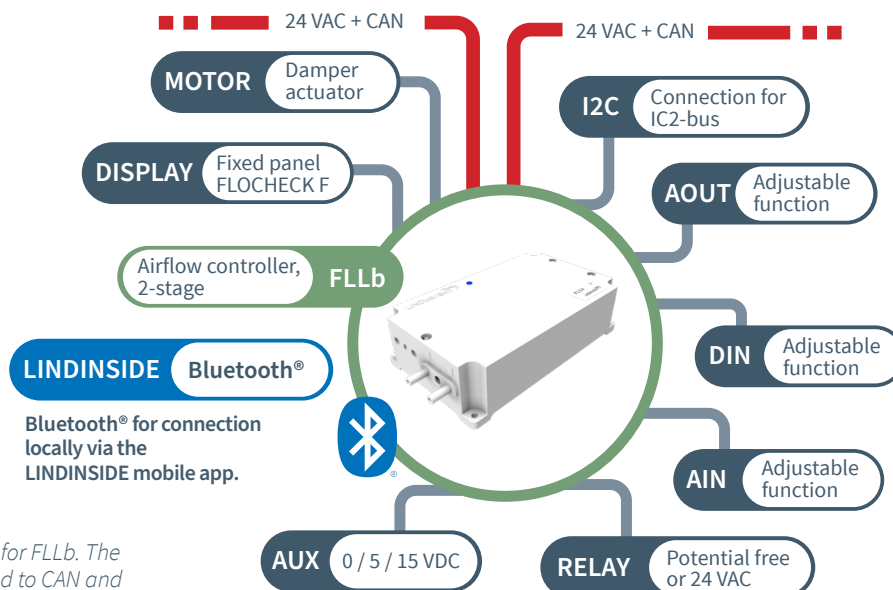 24 VAC + CAN
24 VAC + CAN
MOTOR
Damper
actuator
I2C
Connection for
IC2-bus
DISPLAY
Fixed panel
FLOCHECK F
AOUT
Adjustable
function
Airflow controller,
2-stage
FLLb
DIN
Adjustable
function
LINDINSIDE
Bluetooth®
Bluetooth® for connection
locally via the
LINDINSIDE mobile app.
®
AIN
Adjustable
function
for FLLb. The
d to CAN and
AUX
0 / 5 / 15 VDC
RELAY
Potential free
or 24 VAC